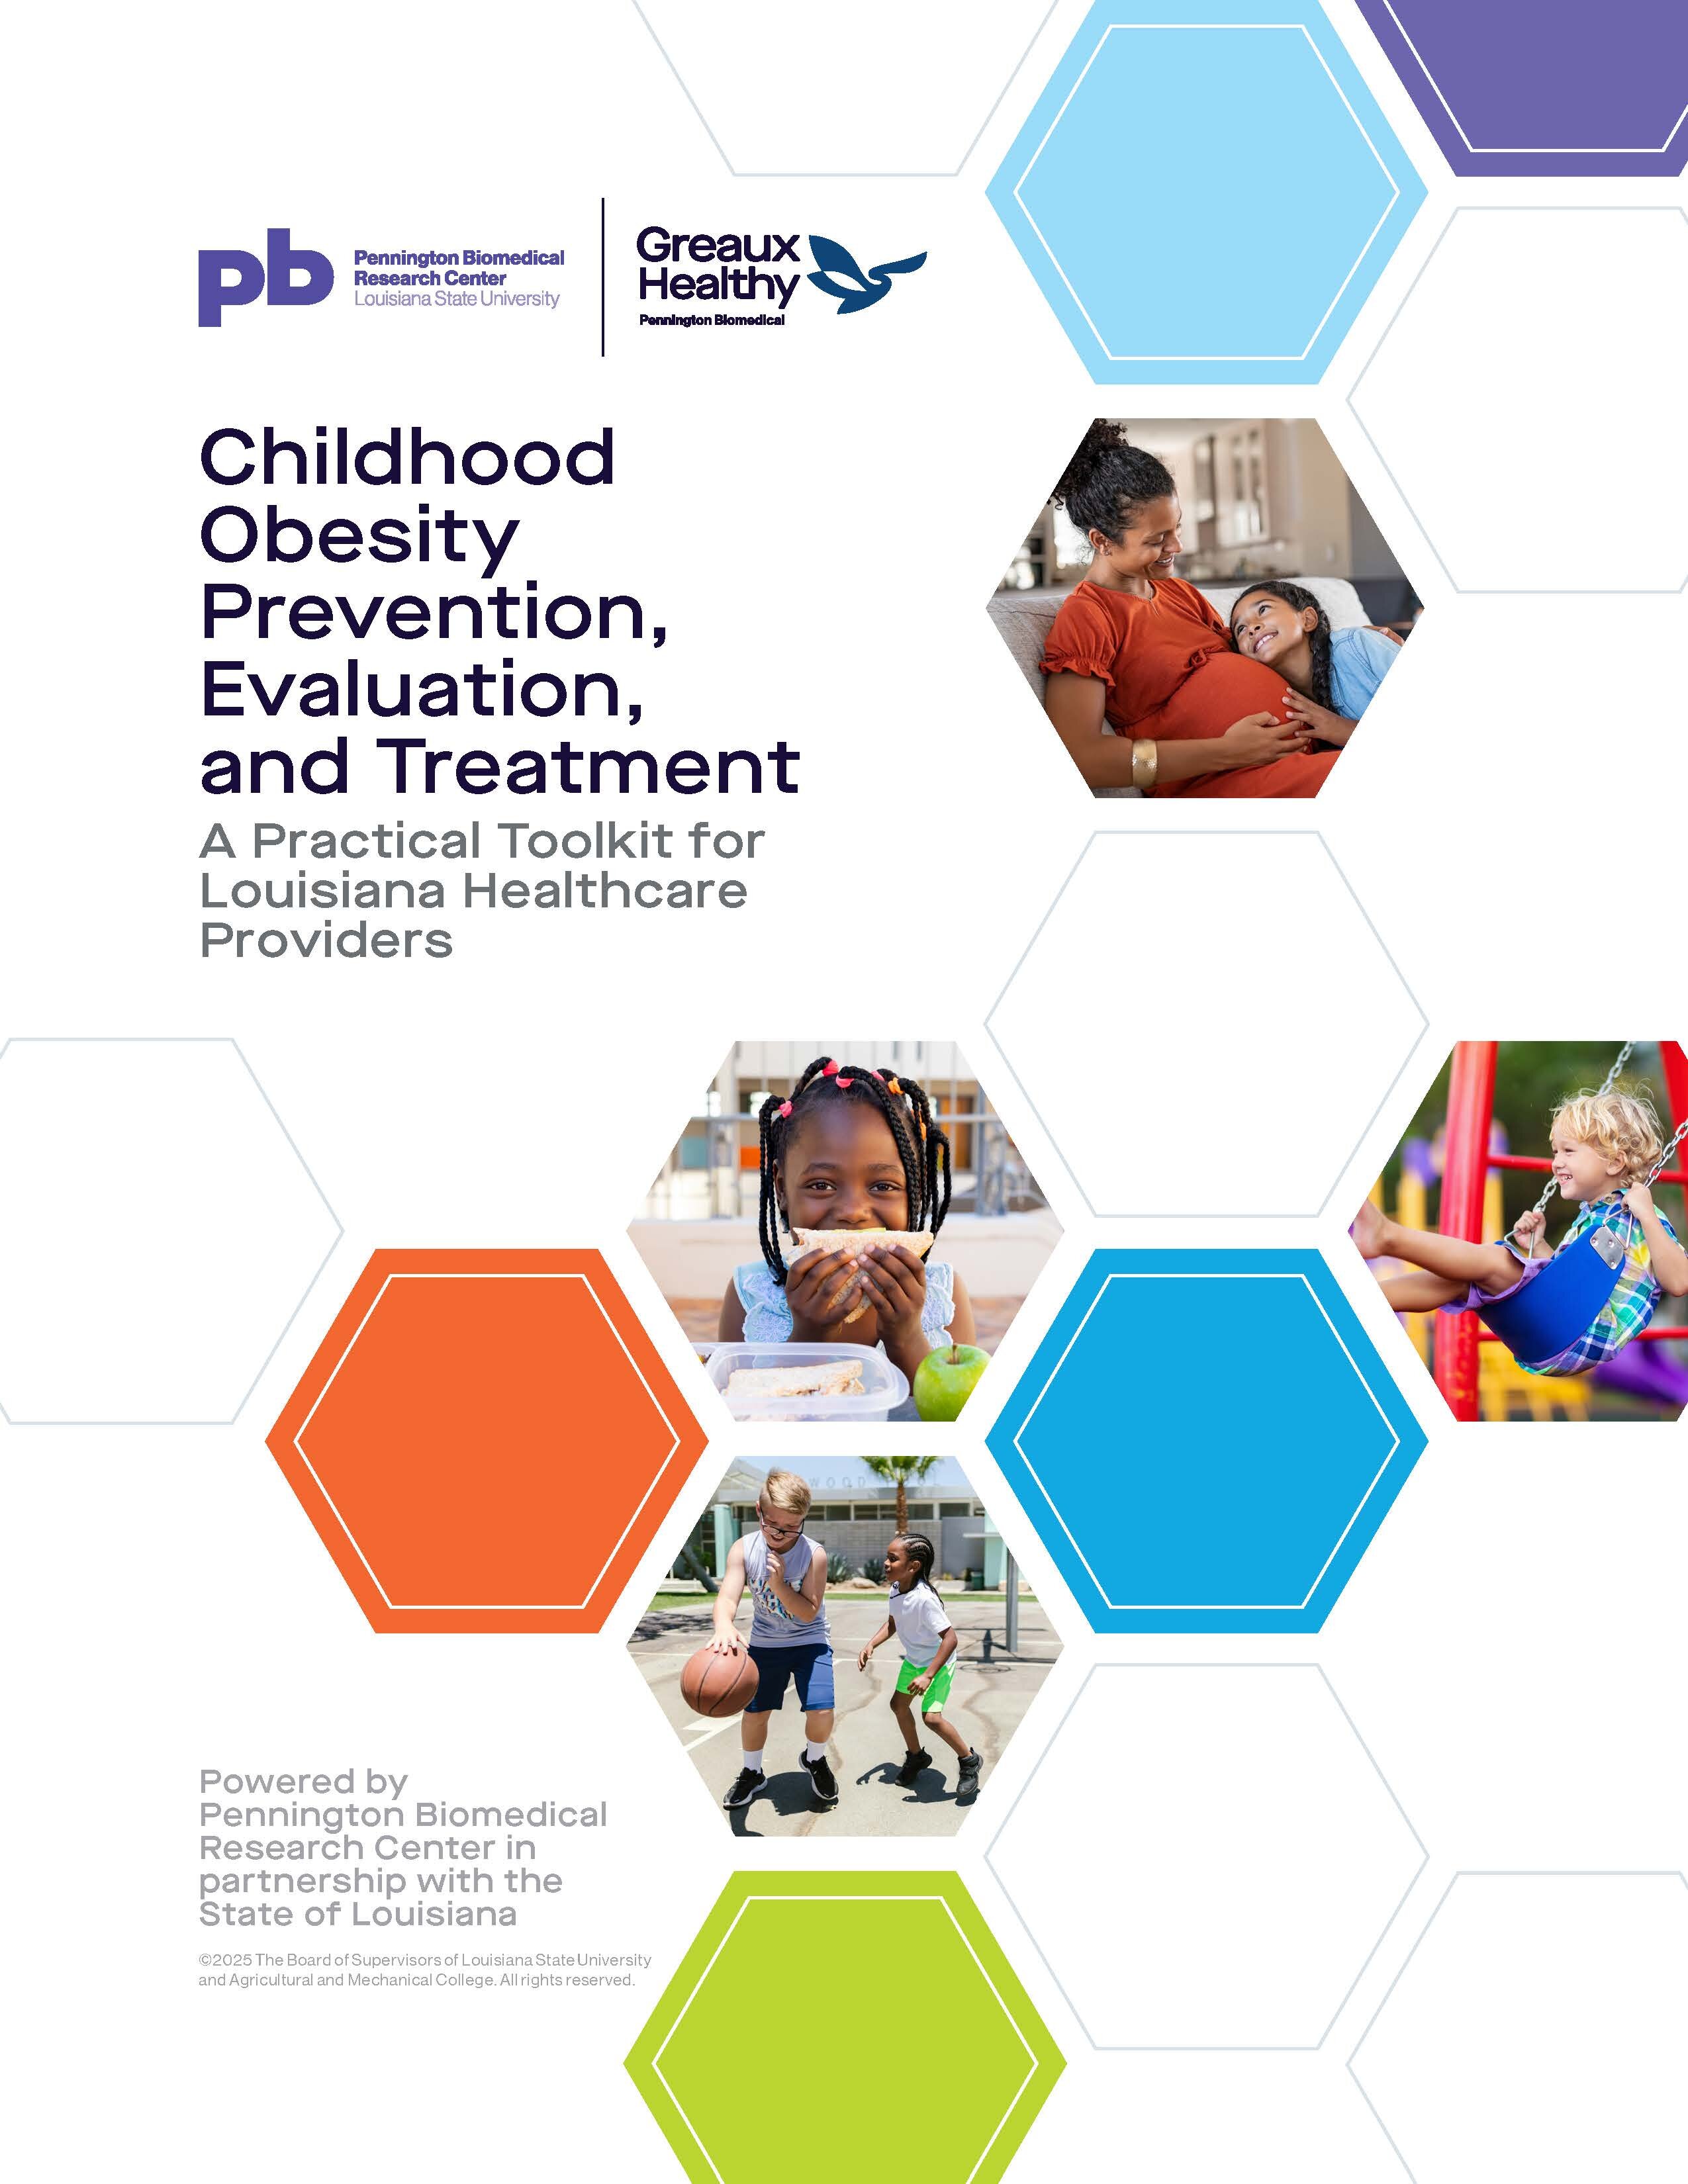 pb
Pennington Biomedical
Research Center
Louisiana State University
Greaux
Healthy
Pennington Biomedical
Childhood
Obesity
Prevention,
Evaluation,
and Treatment
A Practical Toolkit for
Louisiana Healthcare
Providers
Powered by
Pennington Biomedical
Research Center in
partnership with the
State of Louisiana
©2025 The Board of Supervisors of Louisiana State University
and Agricultural and Mechanical College. All rights reserved.